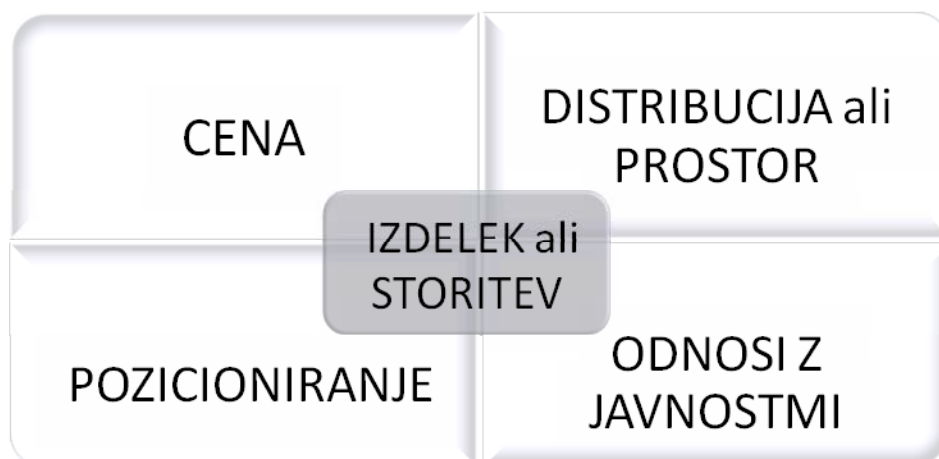 CENA
DISTRIBUCIJA ali
PROSTOR
IZDELEK ali
STORITEV
POZICIONIRANJE
ODNOSI Z
JAVNOSTMI